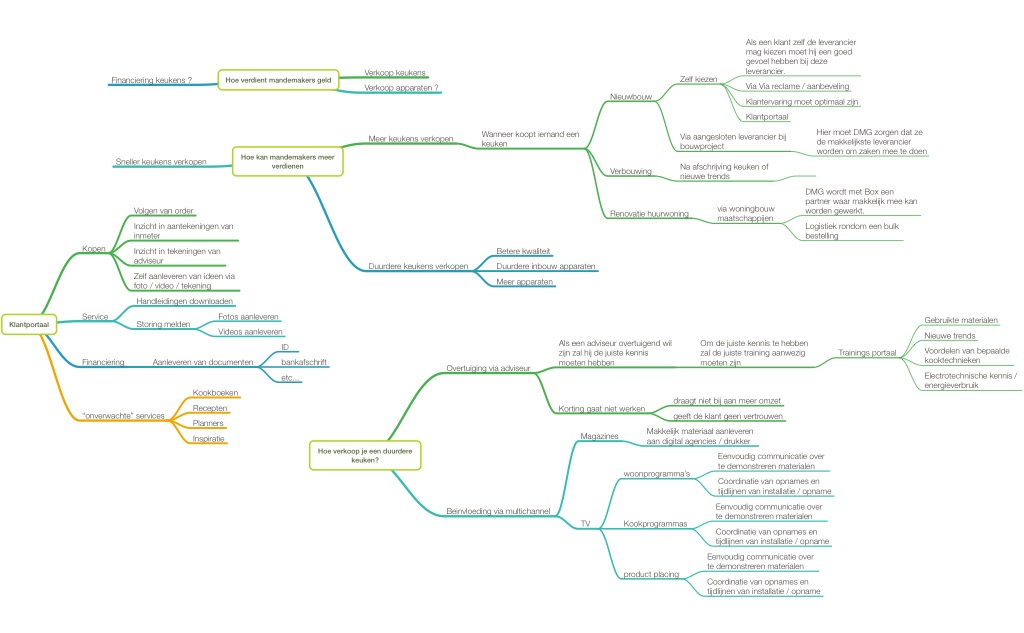 Financiering keukens ?
Hoe verdient mandemakers geld
Verkoop keukens
Verkoop apparaten ?
Sneller keukens verkopen
Hoe kan mandemakers meer
verdienen
Meer keukens verkopen
Wanneer koopt iemand een
keuken
Nieuwbouw
Zelf kiezen
Als een klant zelf de leverancier
mag kiezen moet hij een goed
gevoel hebben bij deze
leverancier.
Via Via reclame / aanbeveling
Klantervaring moet optimaal zijn
Klantportaal
Via aangesloten leverancier bij
bouwproject
Hier moet DMG zorgen dat ze
de makkelijkste leverancier
worden om zaken mee te doen
Verbouwing
Na afschrijving keuken of
nieuwe trends
Renovatie huurwoning
via woningbouw
maatschappijen
DMG wordt met Box een
partner waar makkelijk mee kan
worden gewerkt.
Logistiek rondom een bulk
bestelling
Duurdere keukens verkopen
Betere kwaliteit
Duurdere inbouw apparaten
Meer apparaten
Klantportaal
Kopen
Volgen van order
Inzicht in aantekeningen van
inmeter
Inzicht in tekeningen van
adviseur
Zelf aanleveren van ideen via
foto / video / tekening
Service
Handleidingen downloaden
Storing melden
Fotos aanleveren
Videos aanleveren
Financiering
Aanleveren van documenten
ID
bankafschrift
etc...
"onverwachte" services
Kookboeken
Recepten
Planners
Inspiratie
Hoe verkoop je een duurdere
keuken?
Overtuiging via adviseur
Als een adviseur overtuigend wil
zijn zal hij de juiste kennis
moeten hebben
Om de juiste kennis te hebben
zal de juiste training aanwezig
moeten zijn
Trainings portaal
Gebruikte materialen
Nieuwe trends
Voordelen van bepaalde
kooktechnieken
Electrotechnische kennis /
energieverbruik
Korting gaat niet werken
draagt niet bij aan meer omzet
geeft de klant geen vertrouwen
Beinvloeding via multichannel
Magazines
Makkelijk materiaal aanleveren
aan digital agencies / drukker
TV
woonprogramma's
Eenvoudig communicatie over
te demonstreren materialen
Coordinatie van opnames en
tijdlijnen van installatie / opname
Kookprogrammas
Eenvoudig communicatie over
te demonstreren materialen
Coordinatie van opnames en
tijdlijnen van installatie / opname
product placing
Eenvoudig communicatie over
te demonstreren materialen
Coordinatie van opnames en
tijdlijnen van installatie / opname